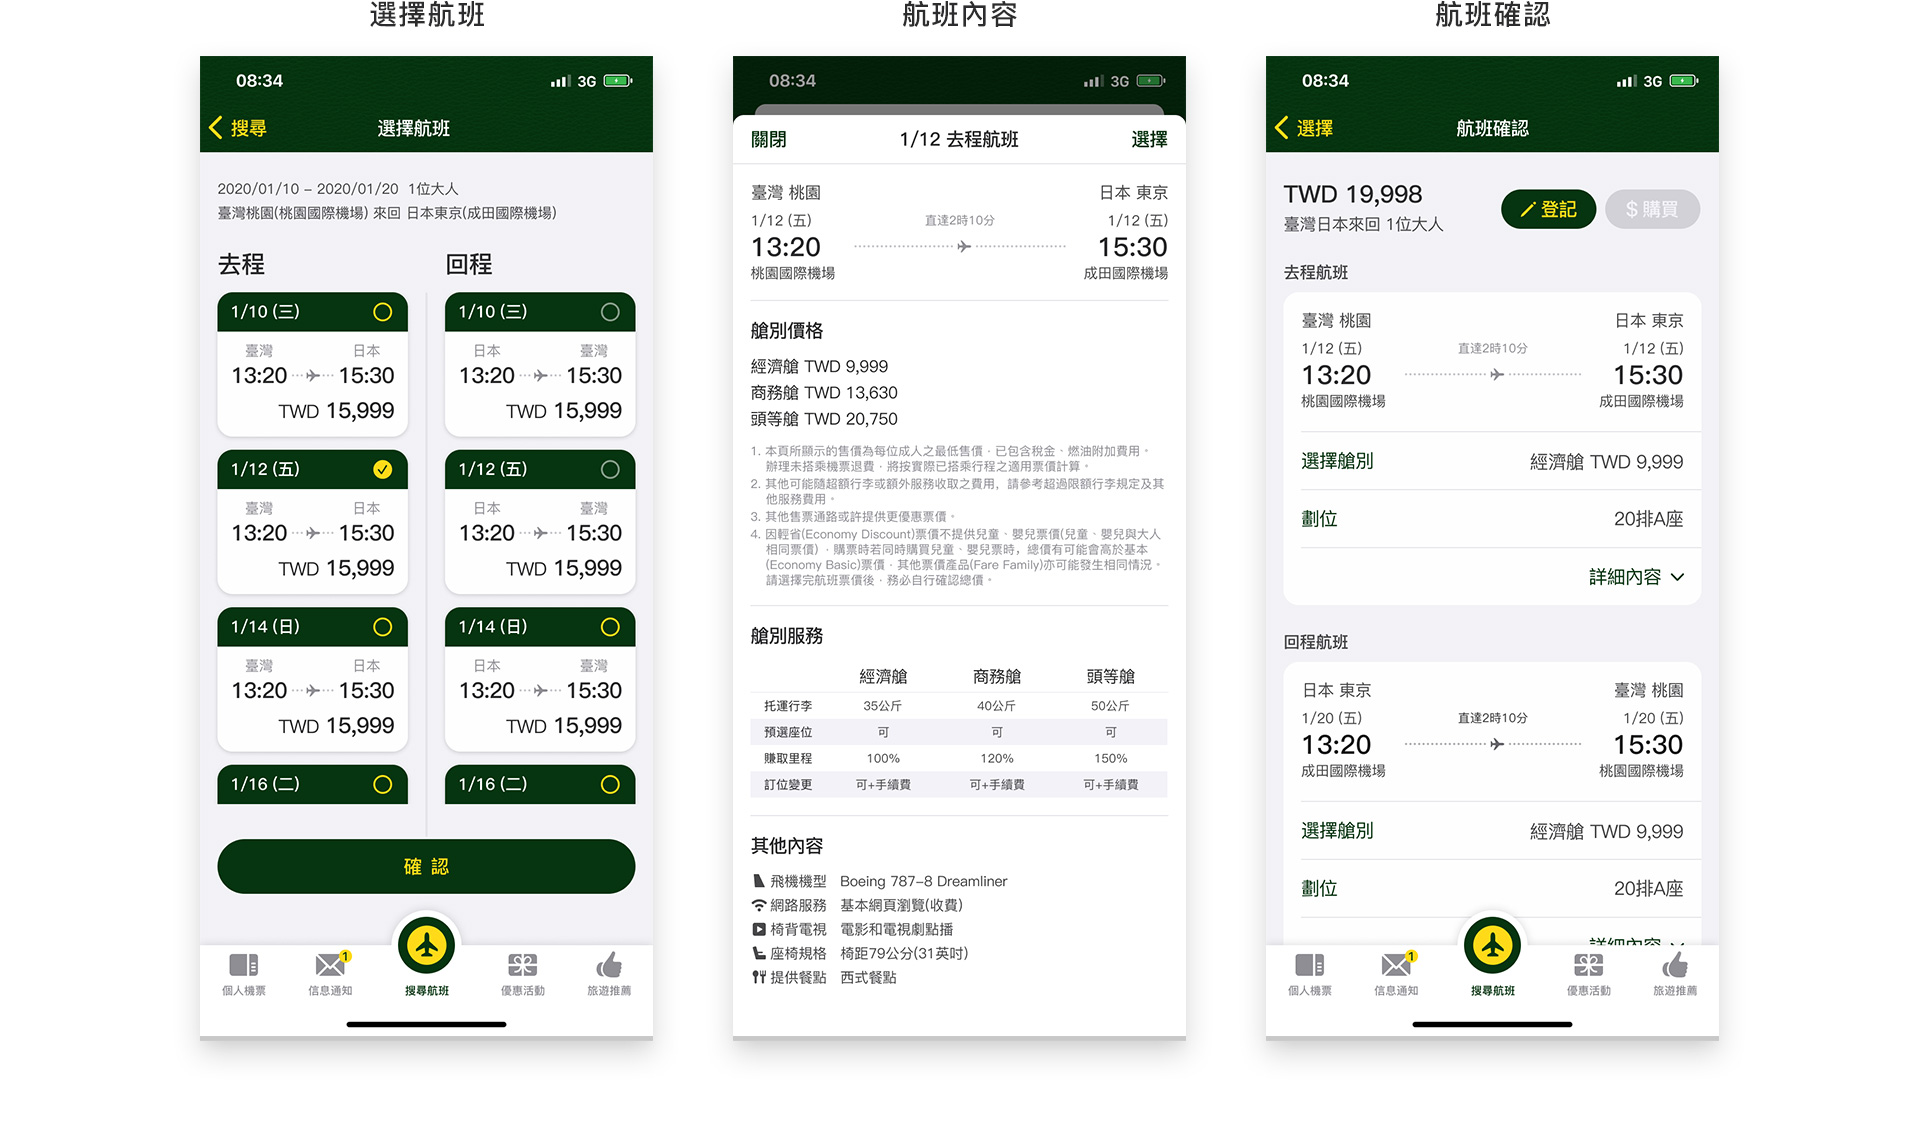 選擇航班
08:34
3G
搜尋
選擇航班
2020/01/10 – 2020/01/20 1位大人
臺灣桃園(桃園國際機場) 來回 日本東京(成田國際機場)
去程
回程
1/10 (三)
臺灣 日本
13:20 15:30
TWD 15,999
1/10 (三)
日本 臺灣
13:20 15:30
TWD 15,999
1/12 (五)
臺灣 日本
13:20 15:30
TWD 15,999
1/12 (五)
日本 臺灣
13:20 15:30
TWD 15,999
1/14 (日)
臺灣 日本
13:20 15:30
TWD 15,999
1/14 (日)
日本 臺灣
13:20 15:30
TWD 15,999
1/16 (二)
1/16 (二)
確 認
1
個人機票
信息通知
搜尋航班
優惠活動
旅遊推薦
航班內容
08:34
3G
關閉
1/12 去程航班
選擇
臺灣 桃園
日本 東京
1/12 (五)
直達2時10分
1/12 (五)
13:20
15:30
桃園國際機場
成田國際機場
艙別價格
經濟艙 TWD 9,999
商務艙 TWD 13,630
頭等艙 TWD 20,750
1. 本頁所顯示的售價為每位成人之最低售價，已包含稅金、燃油附加費用。
辦理未搭乘機票退費，將按實際已搭乘行程之適用票價計算。
2. 其他可能隨超額行李或額外服務收取之費用，請參考超過限額行李規定及其
他服務費用。
3. 其他售票通路或許提供更優惠票價。
4. 因輕省(Economy Discount)票價不提供兒童、嬰兒票價(兒童、嬰兒與大人
相同票價)，購票時若同時購買兒童、嬰兒票時，總價有可能會高於基本
(Economy Basic)票價，其他票價產品(Fare Family)亦可能發生相同情況。
請選擇完航班票價後，務必自行確認總價。
艙別服務
經濟艙 商務艙 頭等艙
托運行李 35公斤 40公斤 50公斤
預選座位 可 可 可
賺取里程 100% 120% 150%
訂位變更 可+手續費 可+手續費 可+手續費
其他內容
飛機機型 Boeing 787–8 Dreamliner
網路服務 基本網頁瀏覽(收費)
椅背電視 電影和電視劇點播
座椅規格 椅距79公分(31英吋)
提供餐點 西式餐點
航班確認
08:34
3G
選擇
航班確認
TWD 19,998
臺灣日本來回 1位大人
登記
$ 購買
去程航班
臺灣 桃園
日本 東京
1/12 (五)
直達2時10分
1/12 (五)
13:20
15:30
桃園國際機場
成田國際機場
選擇艙別
經濟艙 TWD 9,999
劃位
20排A座
詳細內容
回程航班
日本 東京
臺灣 桃園
1/20 (五)
直達2時10分
1/20 (五)
13:20
15:30
成田國際機場
桃園國際機場
選擇艙別
經濟艙 TWD 9,999
劃位
20排A座
詳細內容
1
個人機票
信息通知
搜尋航班
優惠活動
旅遊推薦